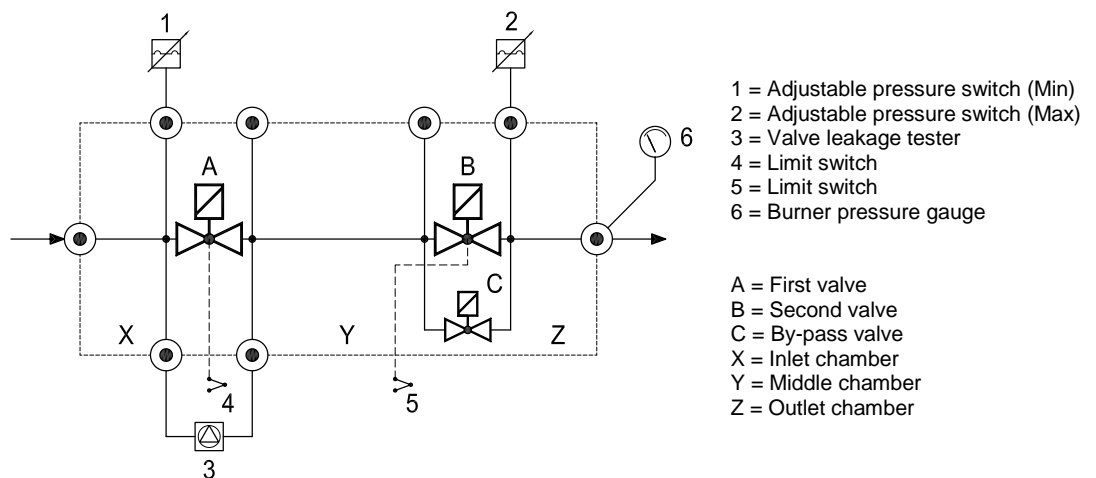 1
2
A
B
6
C
X
Y
Z
4
5
3
1 = Adjustable pressure switch (Min)
2 = Adjustable pressure switch (Max)
3 = Valve leakage tester
4 = Limit switch
5 = Limit switch
6 = Burner pressure gauge
A = First valve
B = Second valve
C = By-pass valve
X = Inlet chamber
Y = Middle chamber
Z = Outlet chamber